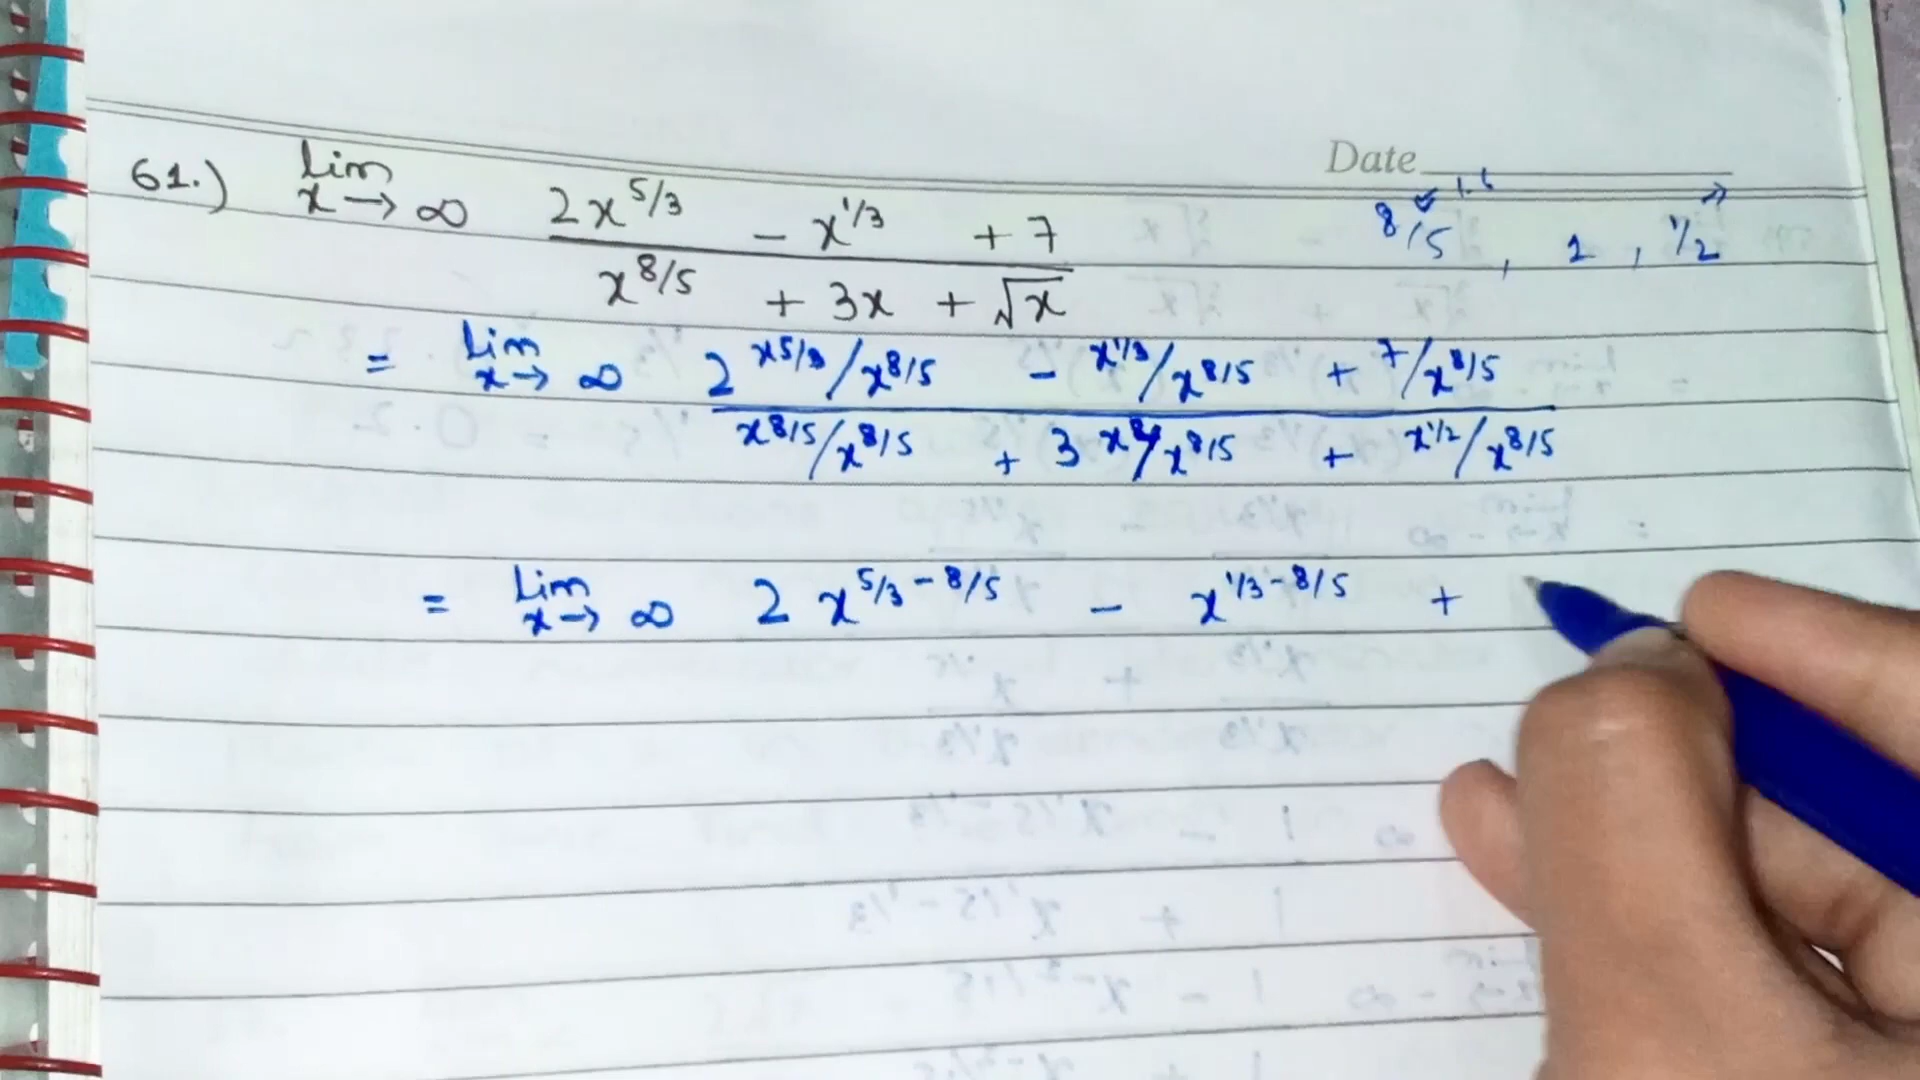 Date
61.) lim x→∞ 2x^5/3 - x^1/3 + 7 / x^8/5 + 3x + √x
8/5 , 1 , 1/2
= lim x→∞ 2 x^5/3/x^8/5 - x^1/3/x^8/5 + 7/x^8/5 / x^8/5/x^8/5 + 3 x/x^8/5 + x^1/2/x^8/5
= lim x→∞ 2 x^5/3-8/5 - x^1/3-8/5 +